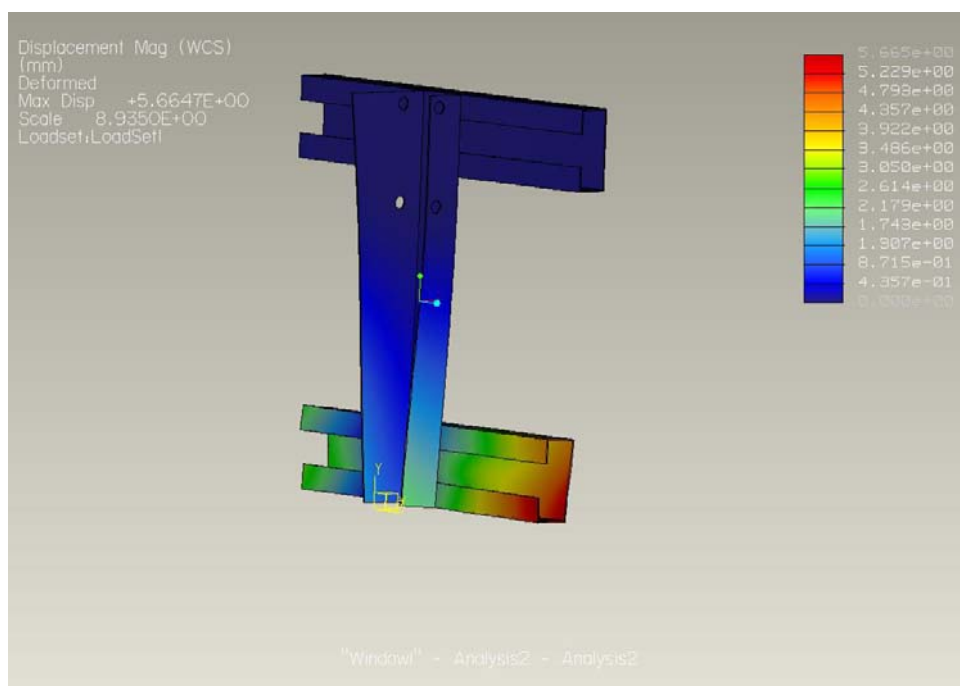 Displacement Mag (WCS)
(mm)
Deformed
Max Disp +5.6647E+00
Scale 8.9350E+00
Loadset:LoadSet1
5.665e+00
5.229e+00
4.793e+00
4.357e+00
3.922e+00
3.486e+00
3.050e+00
2.614e+00
2.179e+00
1.743e+00
1.307e+00
8.715e-01
4.357e-01
0.000e+00
Y
"Window1" - Analysis2 - Analysis2